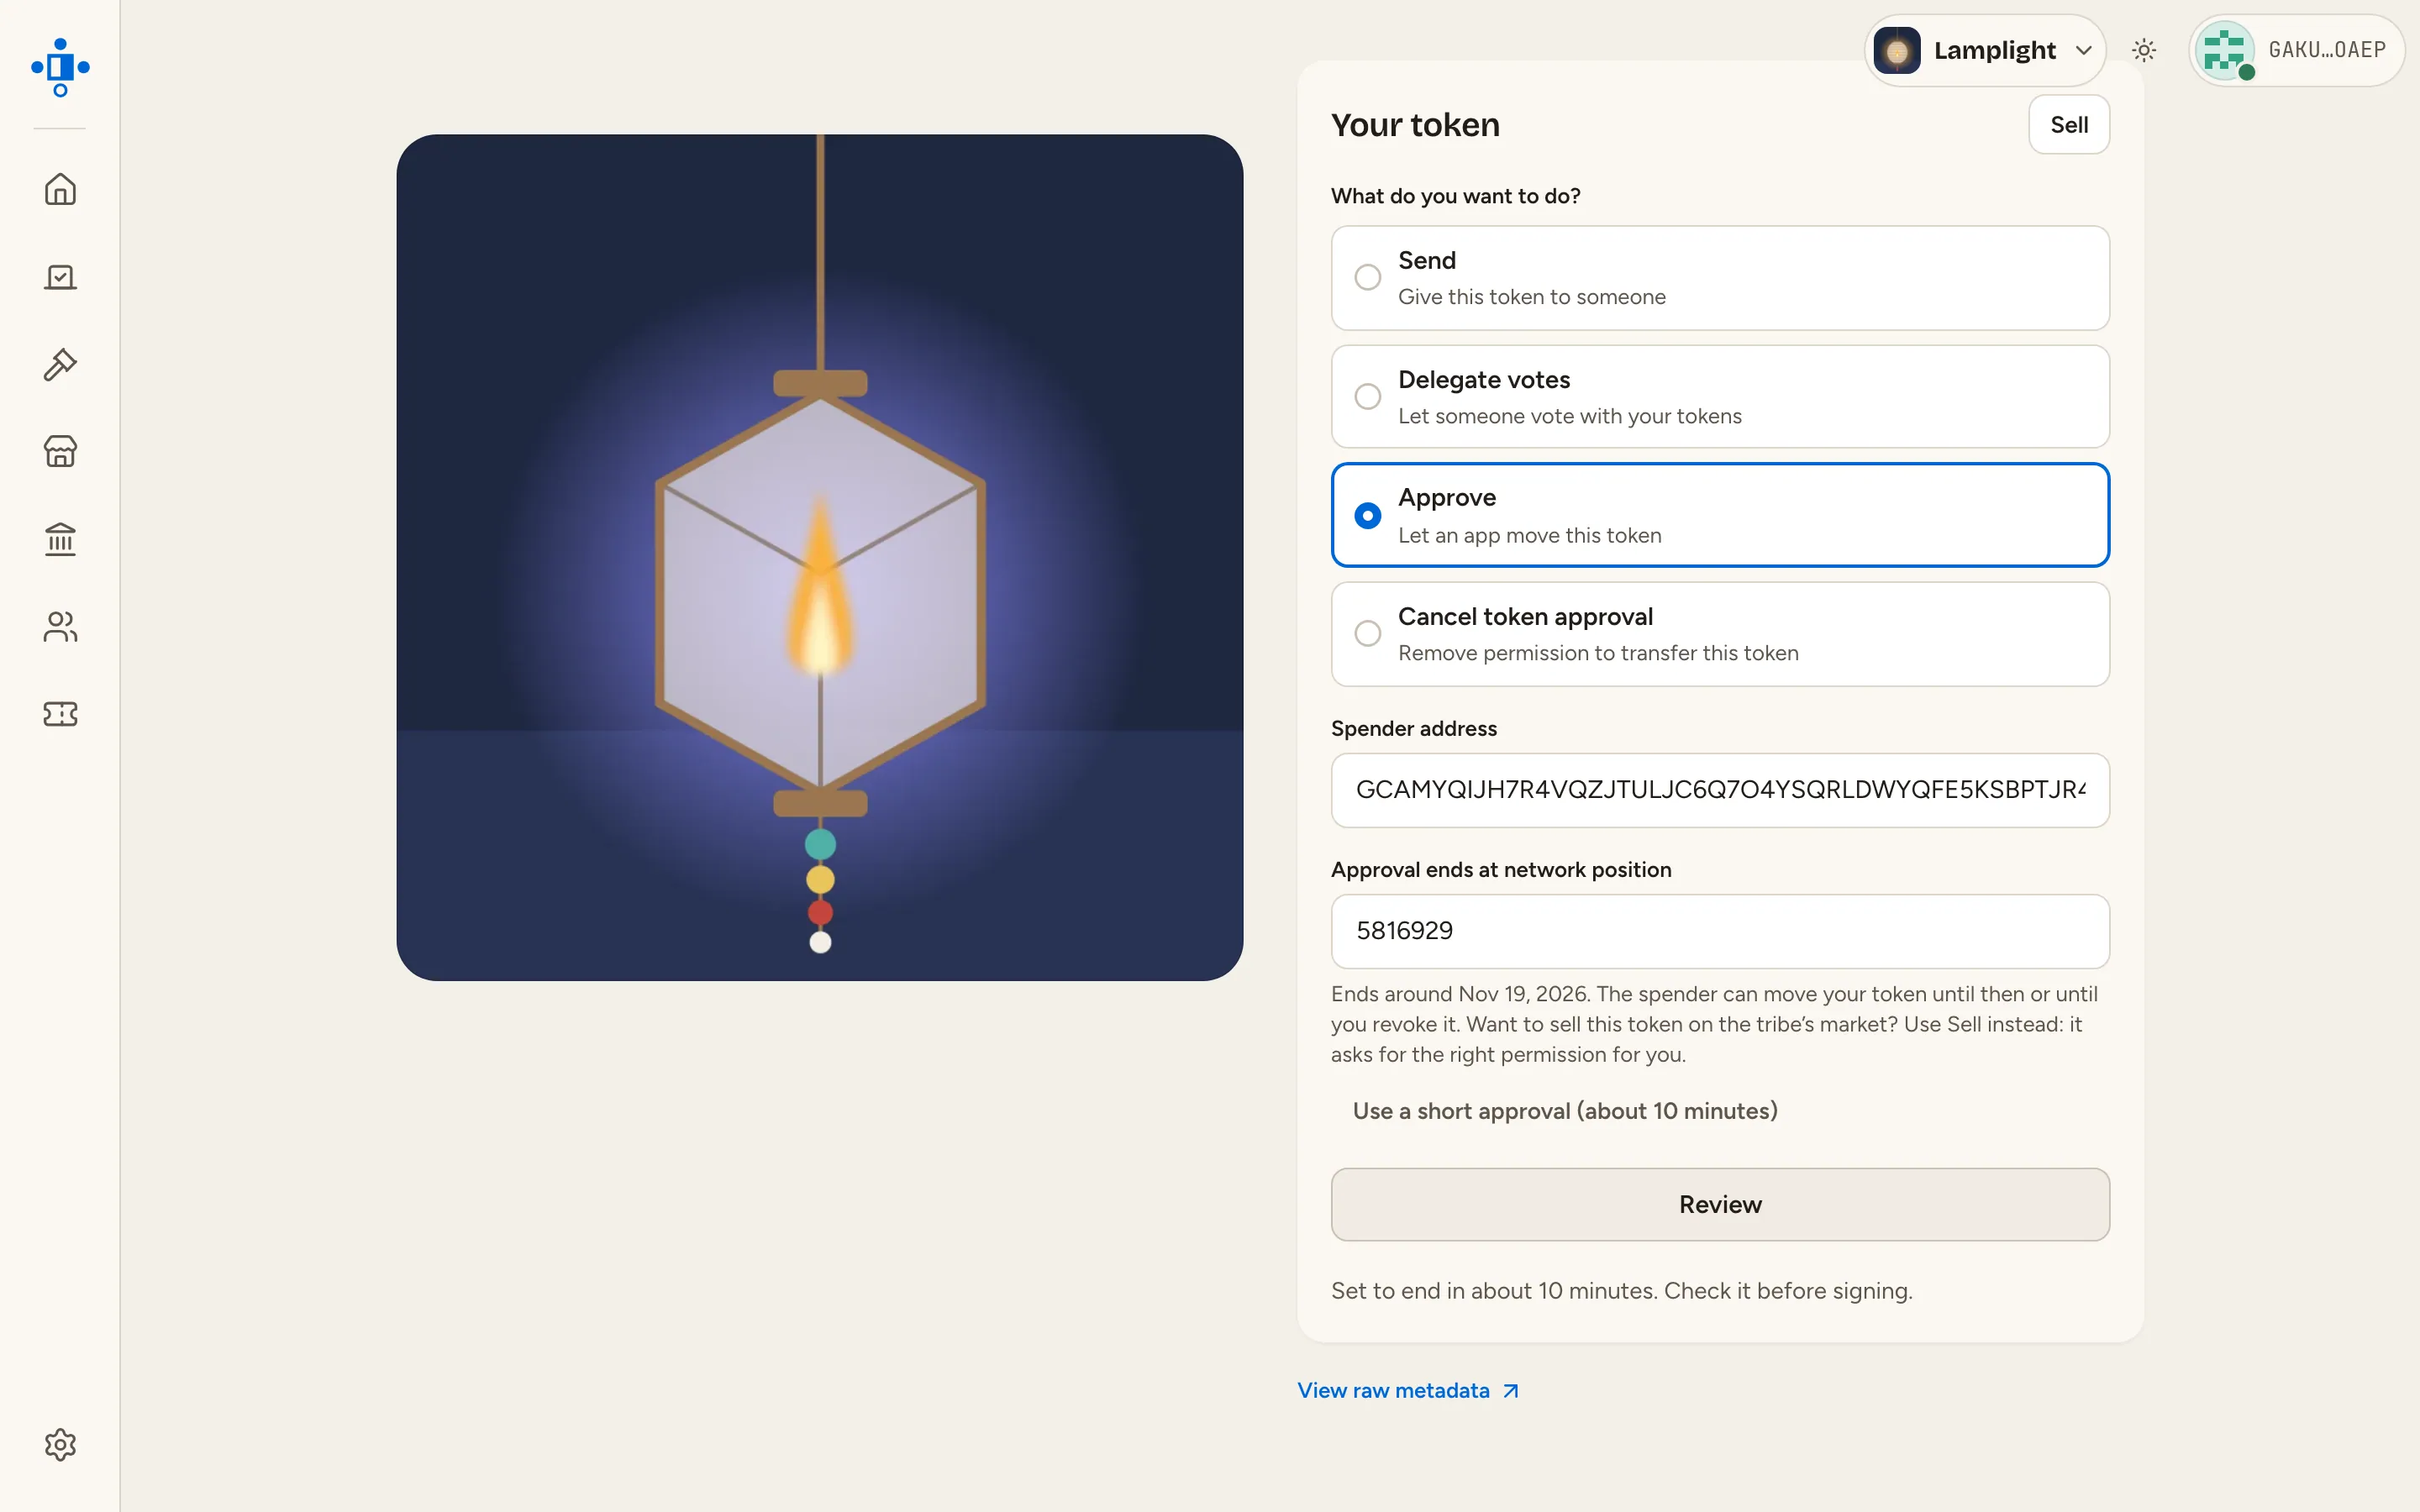 Lamplight
GAKU...OAEP
Your token
Sell
What do you want to do?
Send
Give this token to someone
Delegate votes
Let someone vote with your tokens
Approve
Let an app move this token
Cancel token approval
Remove permission to transfer this token
Spender address
GCAMYQIJH7R4VQZJTULJC6Q7O4YSQRLDWYQFE5KSBPTJR4
Approval ends at network position
5816929
Ends around Nov 19, 2026. The spender can move your token until then or until
you revoke it. Want to sell this token on the tribe’s market? Use Sell instead: it
asks for the right permission for you.
Use a short approval (about 10 minutes)
Review
Set to end in about 10 minutes. Check it before signing.
View raw metadata